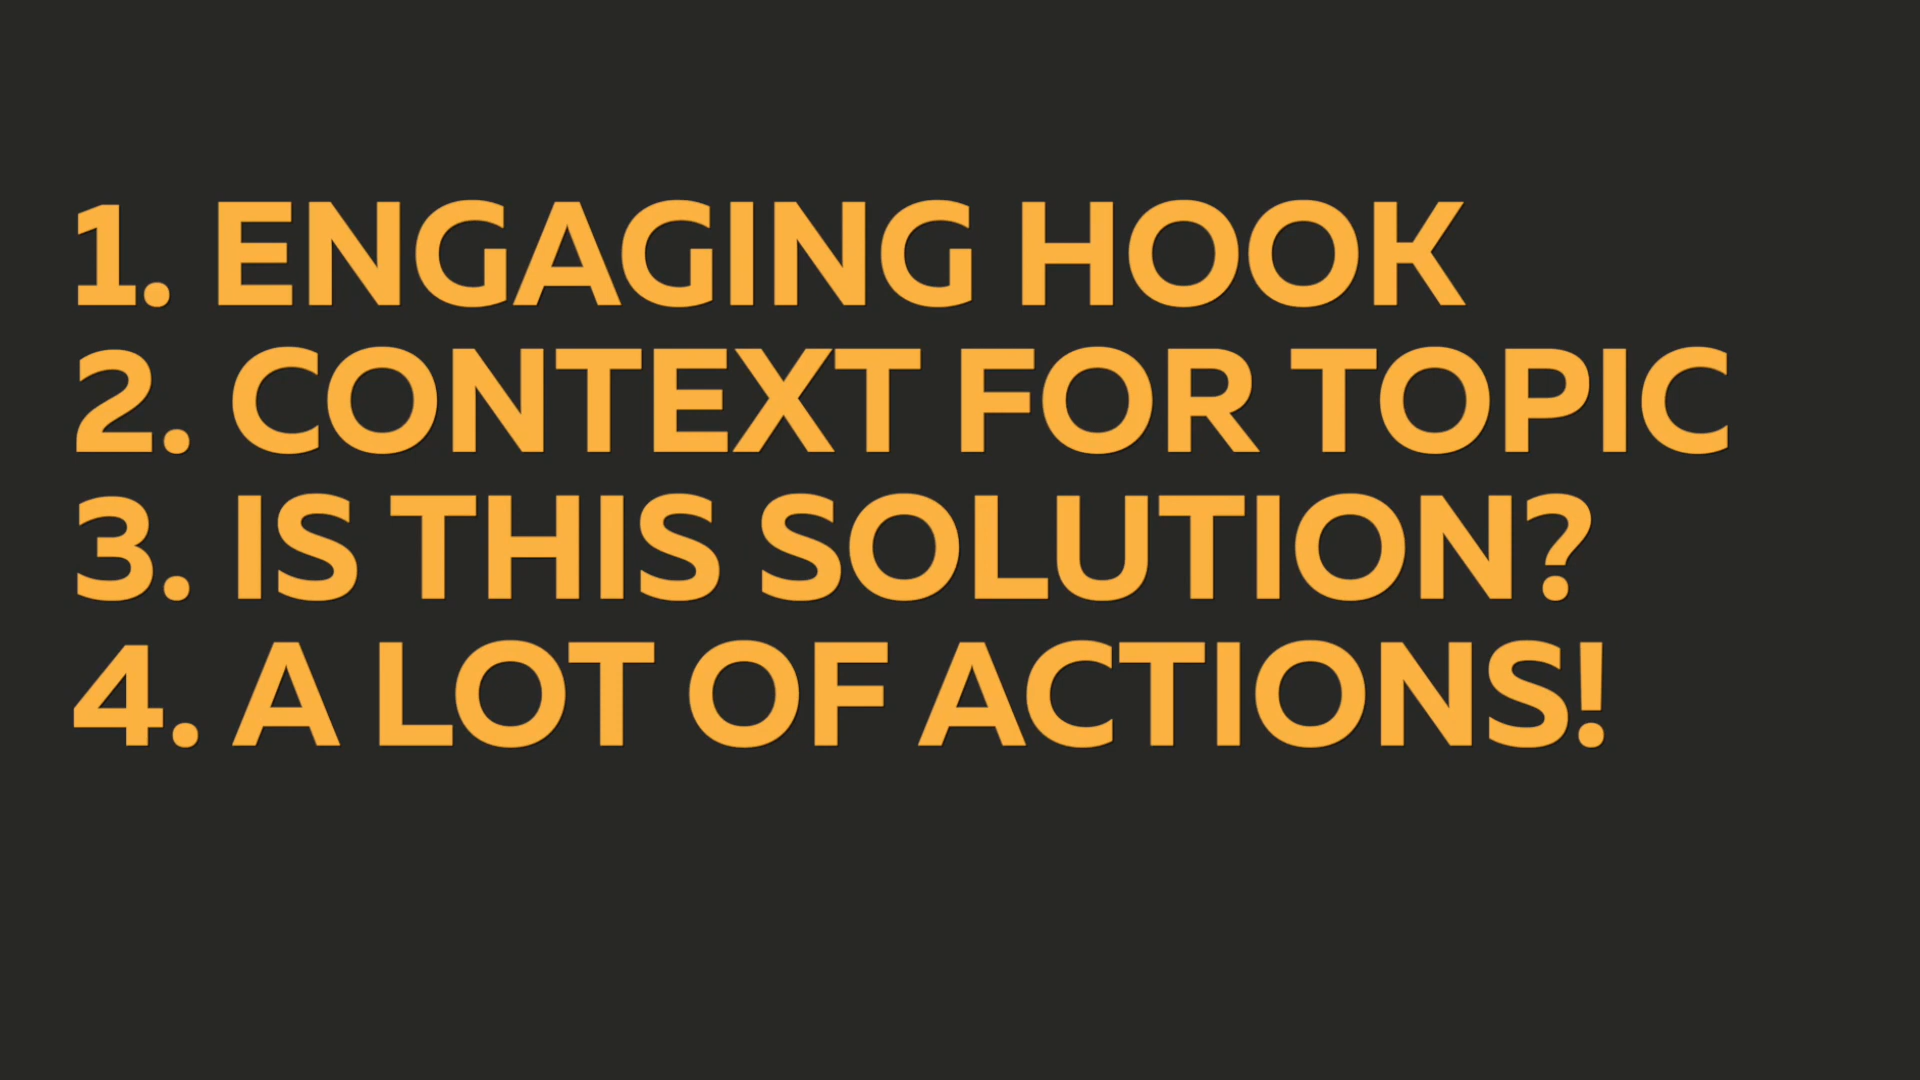 1. ENGAGING HOOK
2. CONTEXT FOR TOPIC
3. IS THIS SOLUTION?
4. A LOT OF ACTIONS!